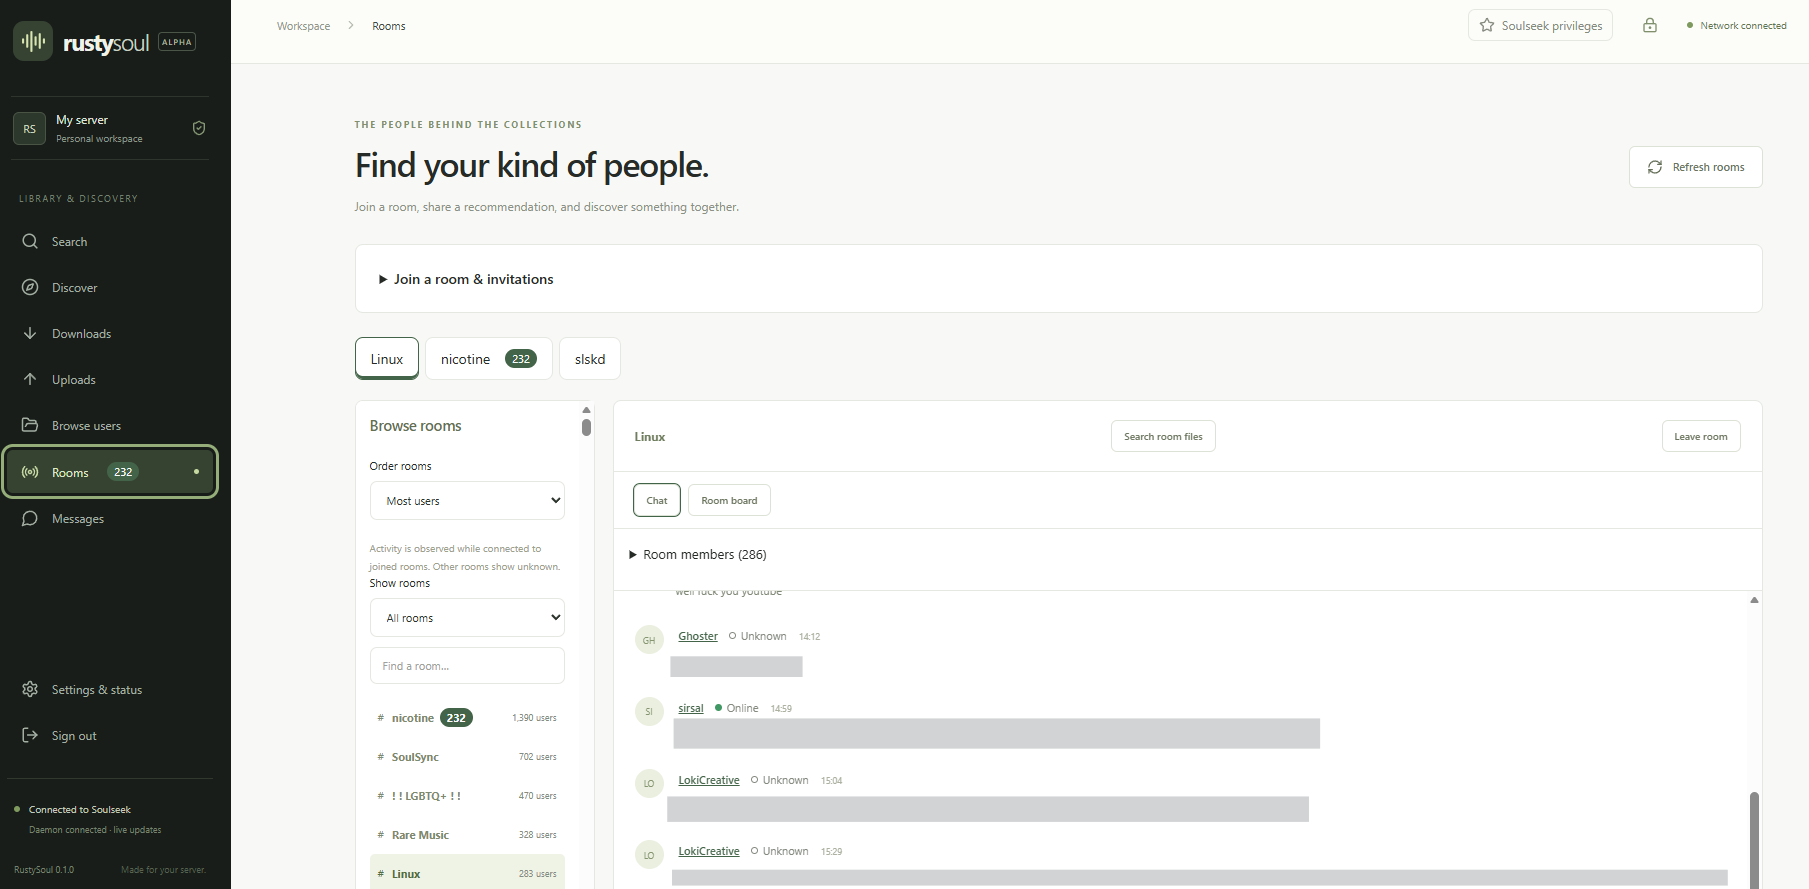 rustysoul ALPHA
RS
My server
Personal workspace
LIBRARY & DISCOVERY
Search
Discover
Downloads
Uploads
Browse users
Rooms 232
Messages
Settings & status
Sign out
Connected to Soulseek
Daemon connected · live updates
RustySoul 0.1.0 Made for your server.
Workspace > Rooms
Soulseek privileges
Network connected
THE PEOPLE BEHIND THE COLLECTIONS
Find your kind of people.
Join a room, share a recommendation, and discover something together.
Refresh rooms
Join a room & invitations
Linux nicotine 232 slskd
Browse rooms
Order rooms
Most users
Activity is observed while connected to
joined rooms. Other rooms show unknown.
Show rooms
All rooms
Find a room...
# nicotine 232 1,390 users
# SoulSync 702 users
# ! ! LGBTQ+ ! ! 470 users
# Rare Music 328 users
# Linux 283 users
Linux Search room files Leave room
Chat Room board
Room members (286)
well fuck you youtube
GH Ghoster Unknown 14:12
SI sirsal Online 14:59
LO LokiCreative Unknown 15:04
LO LokiCreative Unknown 15:29